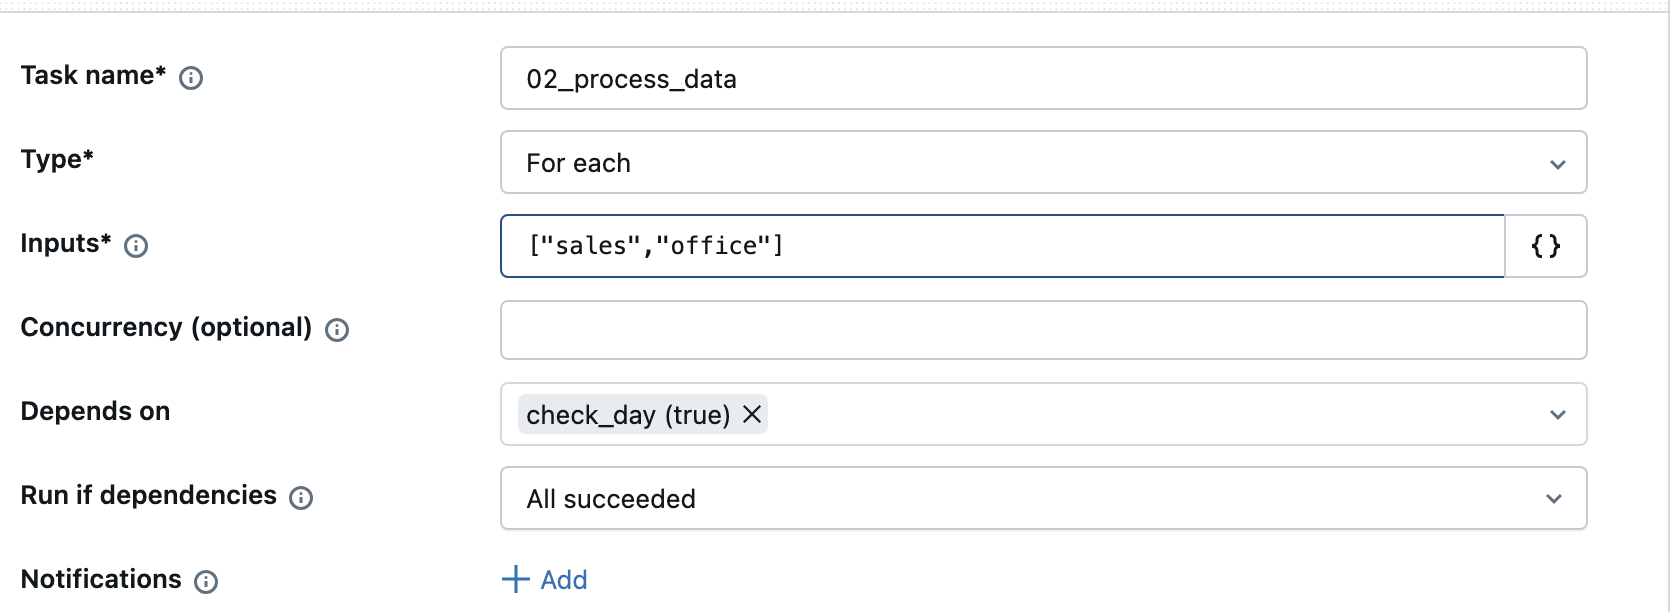 Task name*
02_process_data
Type*
For each
Inputs*
["sales","office"]
{}
Concurrency (optional)
Depends on
check_day (true)
Run if dependencies
All succeeded
Notifications
+ Add